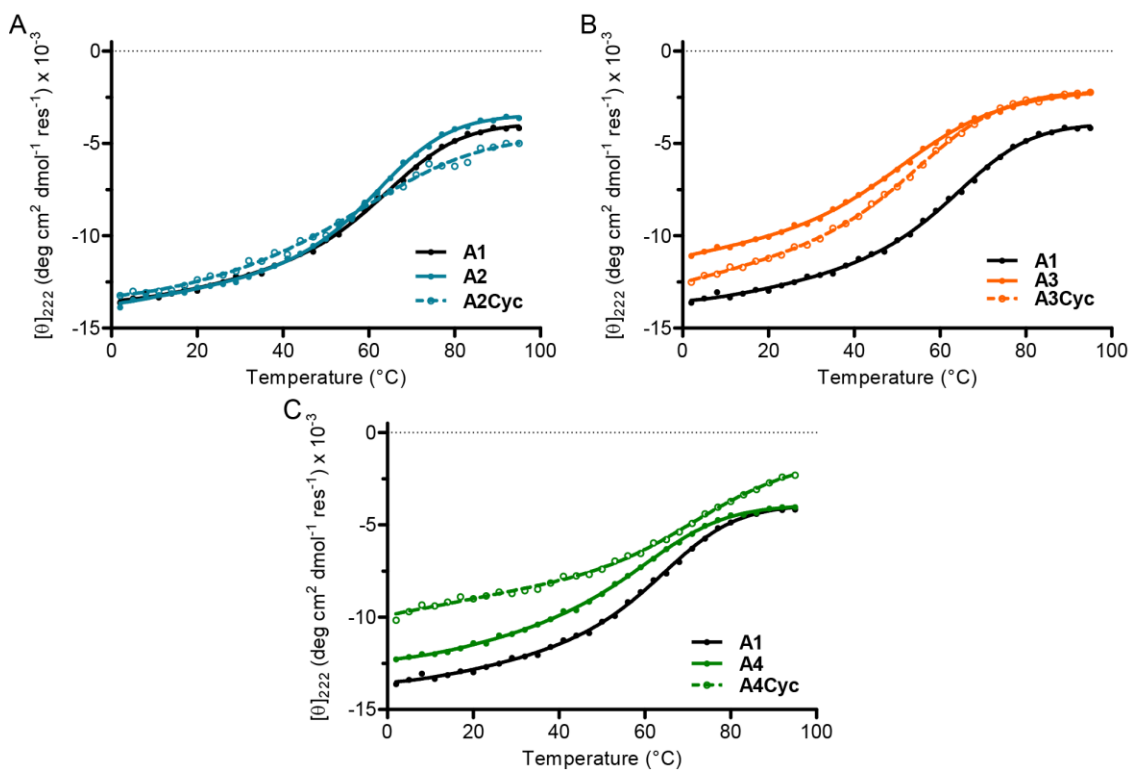 A
[θ]₂₂₂ (deg cm² dmol⁻¹ res⁻¹) x 10⁻³
0
-5
-10
-15
0 20 40 60 80 100
Temperature (°C)
A1
A2
A2Cyc
B
[θ]₂₂₂ (deg cm² dmol⁻¹ res⁻¹) x 10⁻³
0
-5
-10
-15
0 20 40 60 80 100
Temperature (°C)
A1
A3
A3Cyc
C
[θ]₂₂₂ (deg cm² dmol⁻¹ res⁻¹) x 10⁻³
0
-5
-10
-15
0 20 40 60 80 100
Temperature (°C)
A1
A4
A4Cyc